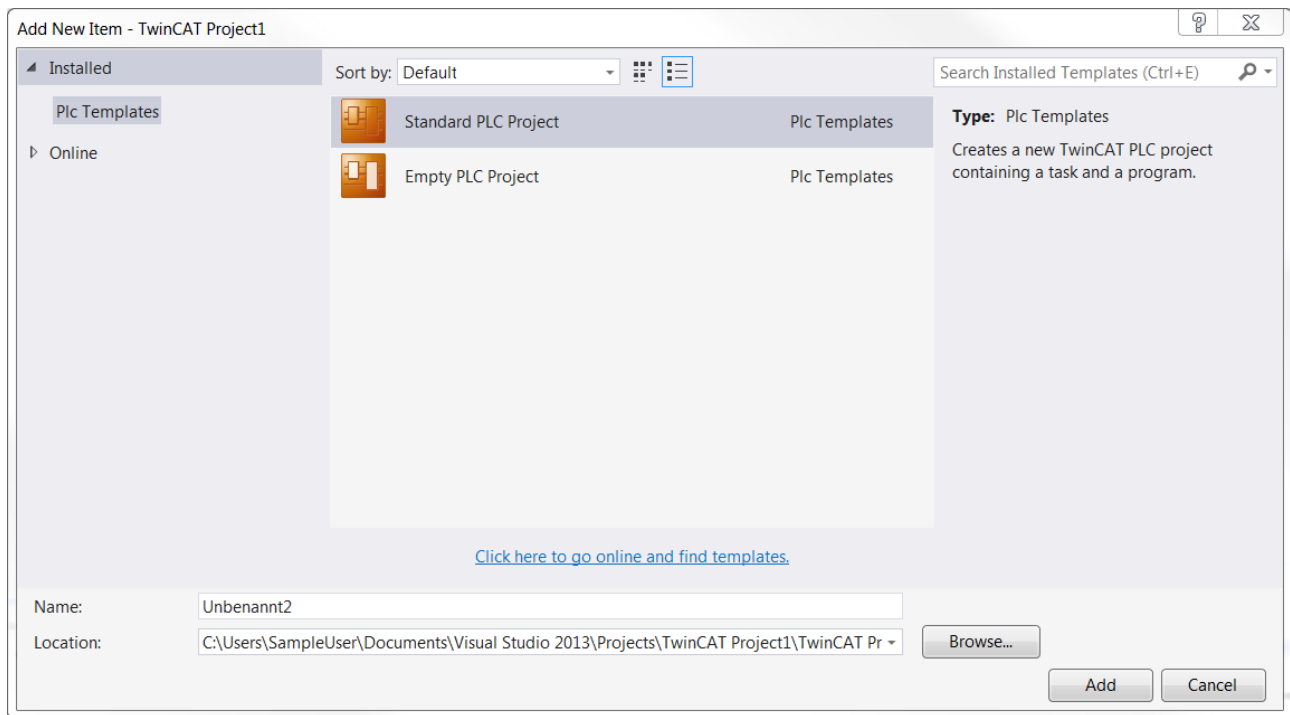 Add New Item - TwinCAT Project1
Installed
Plc Templates
Online
Sort by: Default
Standard PLC Project Plc Templates
Empty PLC Project Plc Templates
Search Installed Templates (Ctrl+E)
Type: Plc Templates
Creates a new TwinCAT PLC project
containing a task and a program.
Click here to go online and find templates.
Name: Unbenannt2
Location: C:\Users\SampleUser\Documents\Visual Studio 2013\Projects\TwinCAT Project1\TwinCAT Pr
Browse...
Add Cancel